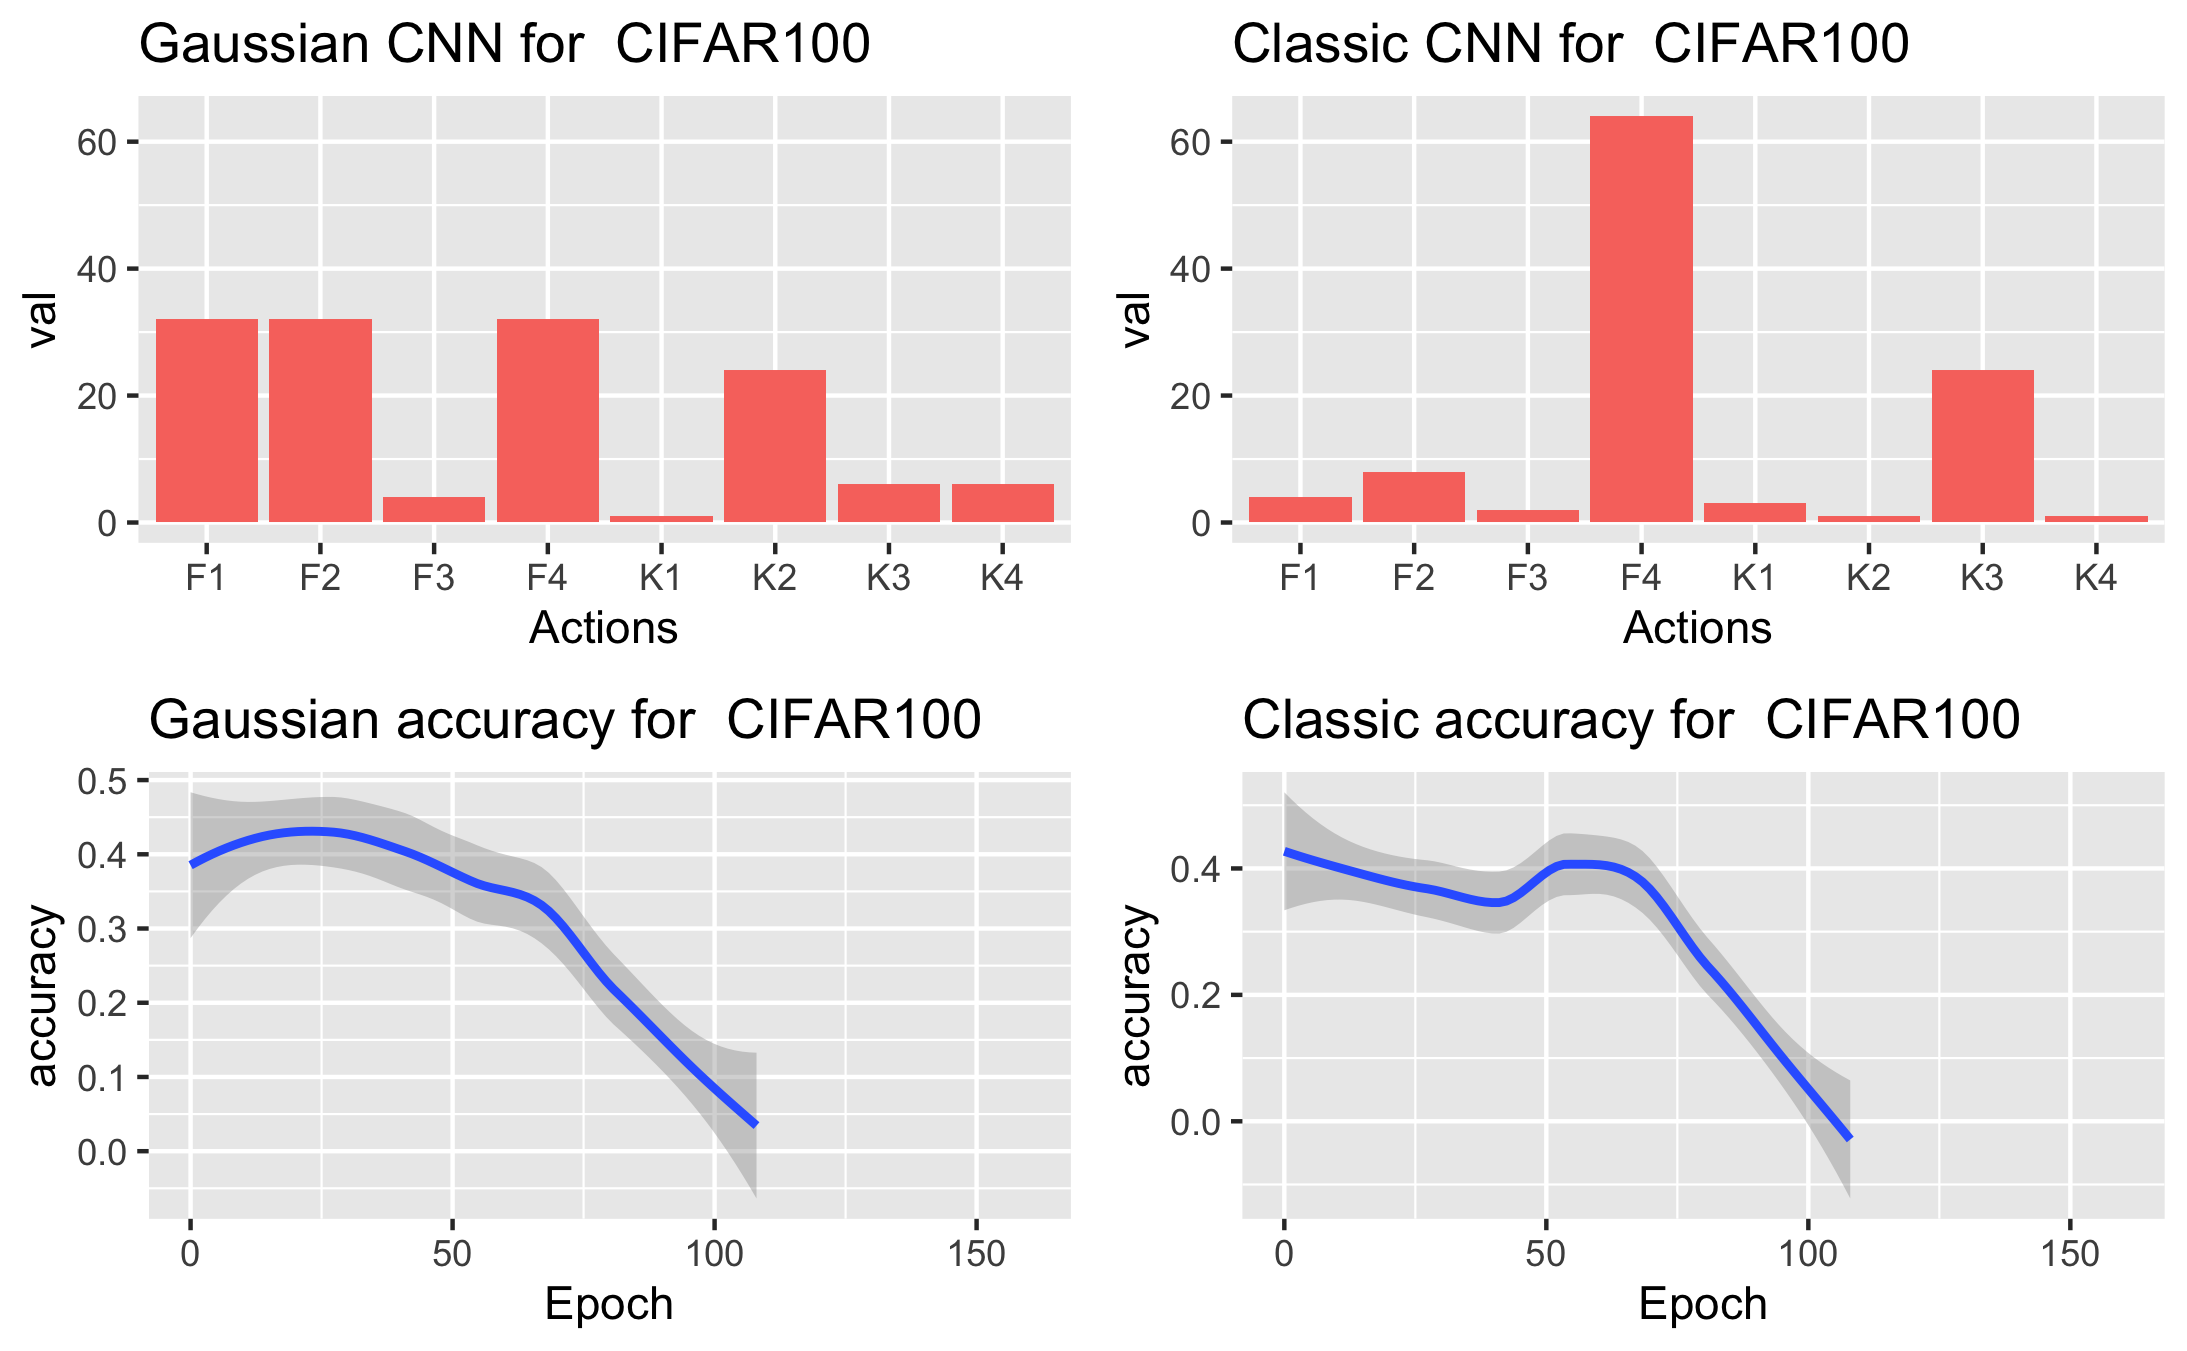 Gaussian CNN for  CIFAR100
val
60
40
20
0
F1 F2 F3 F4 K1 K2 K3 K4
Actions
Classic CNN for  CIFAR100
val
60
40
20
0
F1 F2 F3 F4 K1 K2 K3 K4
Actions
Gaussian accuracy for  CIFAR100
accuracy
0.5
0.4
0.3
0.2
0.1
0.0
0 50 100 150
Epoch
Classic accuracy for  CIFAR100
accuracy
0.4
0.2
0.0
0 50 100 150
Epoch